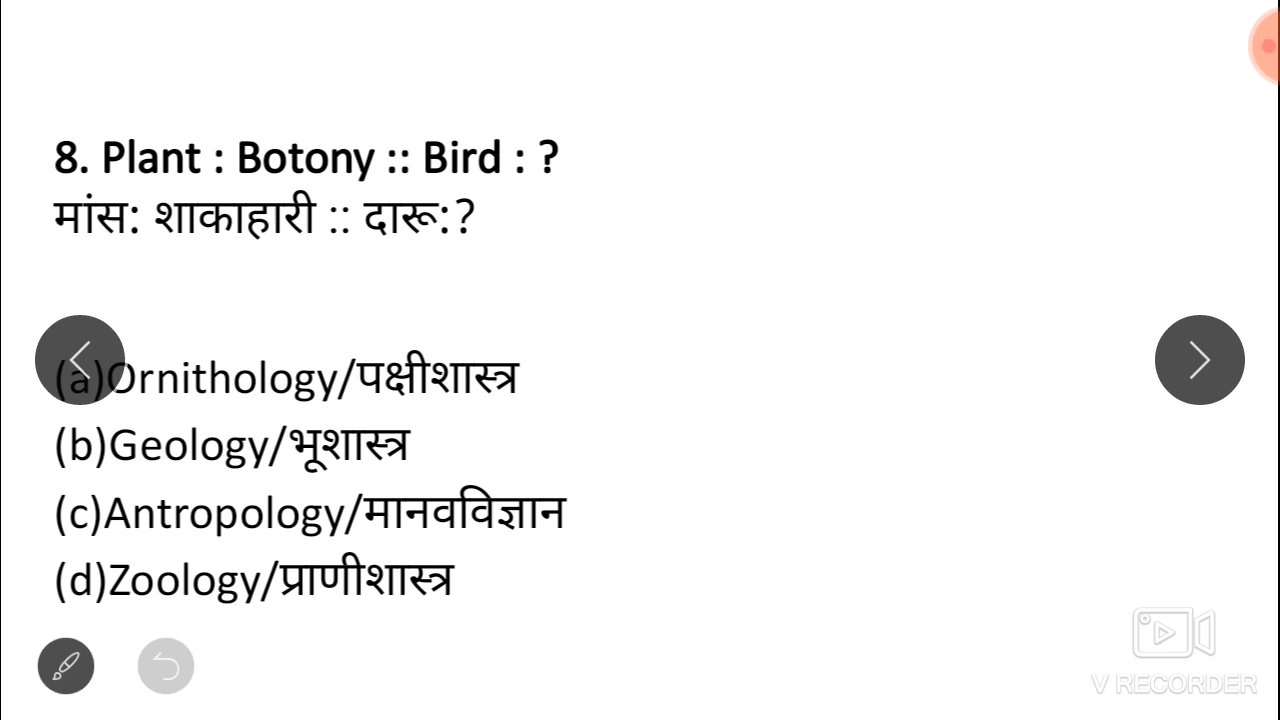 8. Plant : Botony :: Bird : ?
मांस: शाकाहारी :: दारू:?
(a)Ornithology/पक्षीशास्त्र
(b)Geology/भूशास्त्र
(c)Antropology/मानवविज्ञान
(d)Zoology/प्राणीशास्त्र
V RECORDER